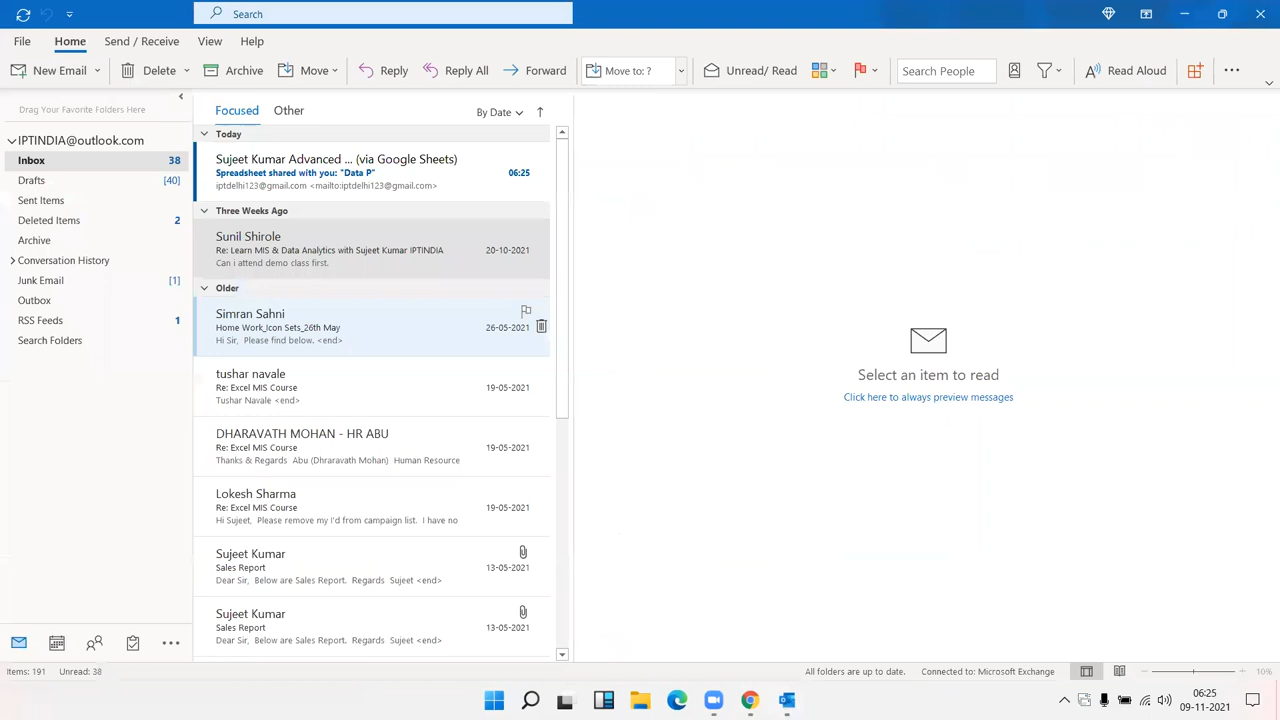 Search
File Home Send / Receive View Help
New Email Delete Archive Move Reply Reply All Forward Move to: ? Unread/ Read Search People Read Aloud
Drag Your Favorite Folders Here
IPTINDIA@outlook.com
Inbox 38
Drafts [40]
Sent Items
Deleted Items 2
Archive
Conversation History
Junk Email [1]
Outbox
RSS Feeds 1
Search Folders
Focused Other By Date
Today
Sujeet Kumar Advanced ... (via Google Sheets)
Spreadsheet shared with you: "Data P" 06:25
iptdelhi123@gmail.com <mailto:iptdelhi123@gmail.com>
Three Weeks Ago
Sunil Shirole
Re: Learn MIS & Data Analytics with Sujeet Kumar IPTINDIA 20-10-2021
Can i attend demo class first.
Older
Simran Sahni
Home Work_Icon Sets_26th May 26-05-2021
Hi Sir, Please find below. <end>
tushar navale
Re: Excel MIS Course 19-05-2021
Tushar Navale <end>
DHARAVATH MOHAN - HR ABU
Re: Excel MIS Course 19-05-2021
Thanks & Regards Abu (Dhraravath Mohan) Human Resource
Lokesh Sharma
Re: Excel MIS Course 19-05-2021
Hi Sujeet, Please remove my I'd from campaign list. I have no
Sujeet Kumar
Sales Report 13-05-2021
Dear Sir, Below are Sales Report. Regards Sujeet <end>
Sujeet Kumar
Sales Report 13-05-2021
Dear Sir, Below are Sales Report. Regards Sujeet <end>
Select an item to read
Click here to always preview messages
Items: 191 Unread: 38 All folders are up to date. Connected to: Microsoft Exchange 10%
06:25
09-11-2021